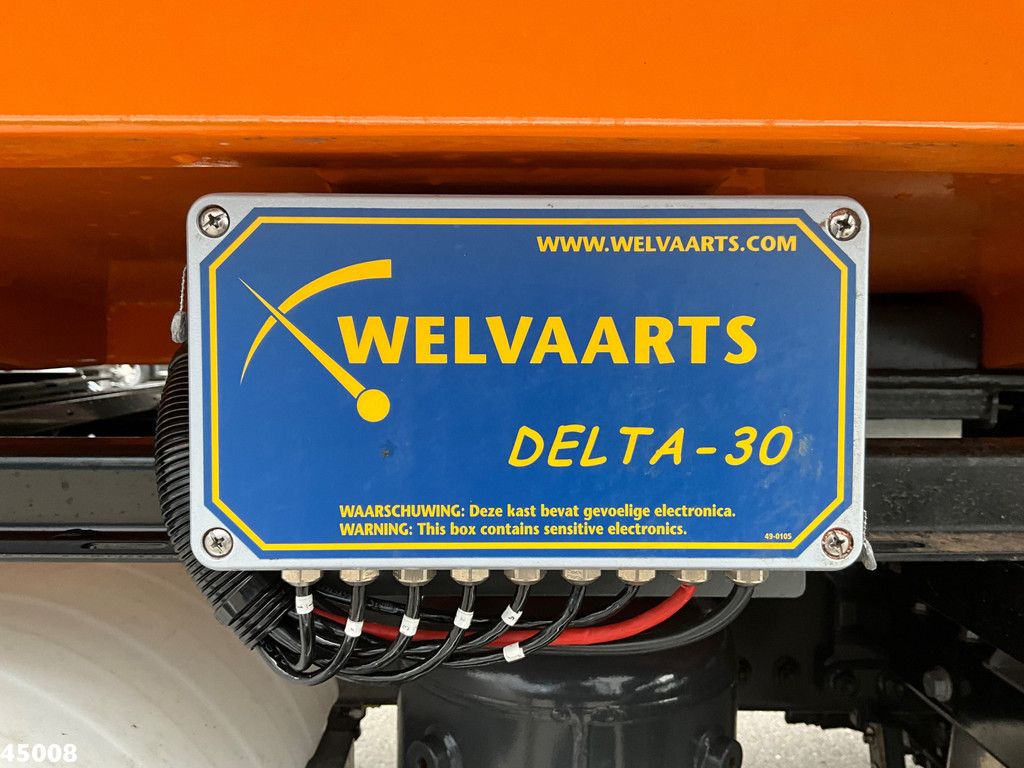 WWW.WELVAARTS.COM
WELVAARTS
DELTA-30
WAARSCHUWING: Deze kast bevat gevoelige electronica.
WARNING: This box contains sensitive electronics.
49-0105
45008